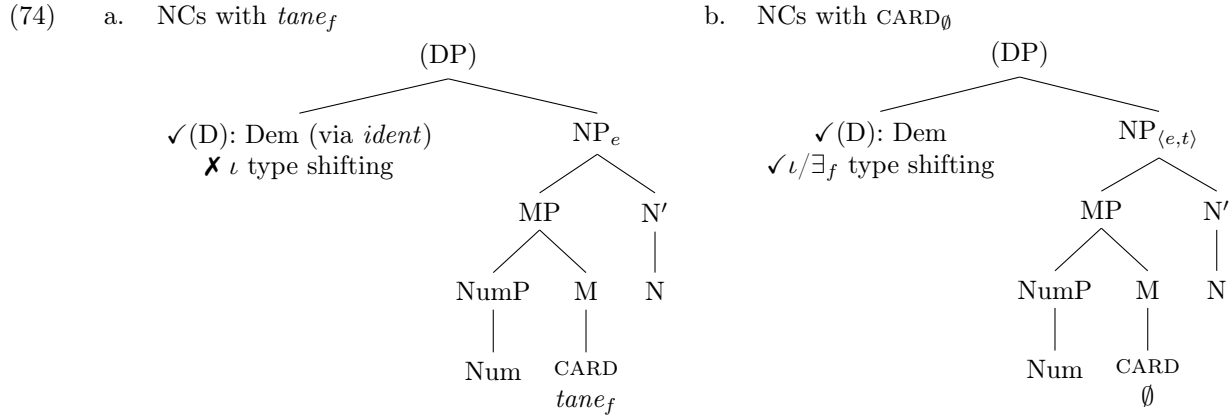 (74) a. NCs with tane_f b. NCs with CARD_∅
(DP) (DP)
✓(D): Dem (via ident) NP_e ✓(D): Dem NP_⟨e,t⟩
✗ ι type shifting ✓ι/∃_f type shifting
MP N′ MP N′
NumP M N NumP M N
Num CARD Num CARD
tane_f ∅